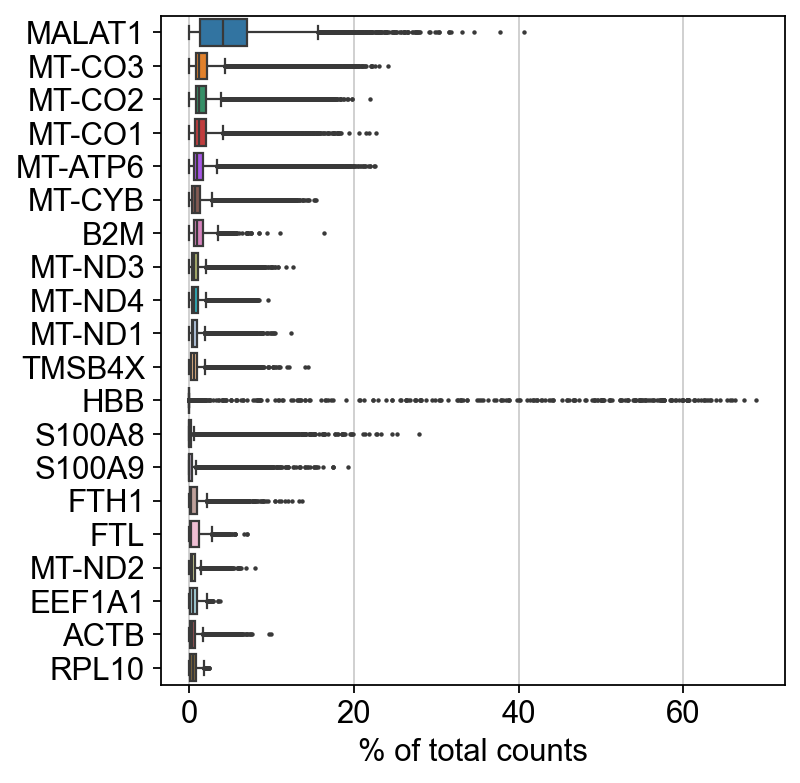 MALAT1
MT-CO3
MT-CO2
MT-CO1
MT-ATP6
MT-CYB
B2M
MT-ND3
MT-ND4
MT-ND1
TMSB4X
HBB
S100A8
S100A9
FTH1
FTL
MT-ND2
EEF1A1
ACTB
RPL10
0 20 40 60
% of total counts